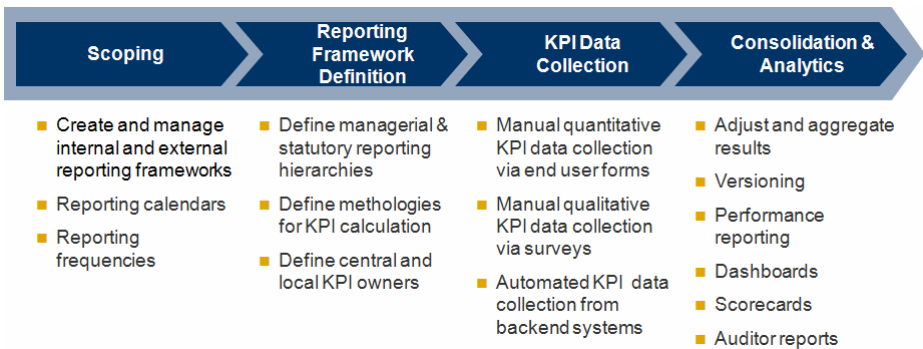 Scoping
Reporting
Framework
Definition
KPI Data
Collection
Consolidation &
Analytics
Create and manage
internal and external
reporting frameworks
Reporting calendars
Reporting
frequencies
Define managerial &
statutory reporting
hierarchies
Define methologies
for KPI calculation
Define central and
local KPI owners
Manual quantitative
KPI data collection
via end user forms
Manual qualitative
KPI data collection
via surveys
Automated KPI data
collection from
backend systems
Adjust and aggregate
results
Versioning
Performance
reporting
Dashboards
Scorecards
Auditor reports